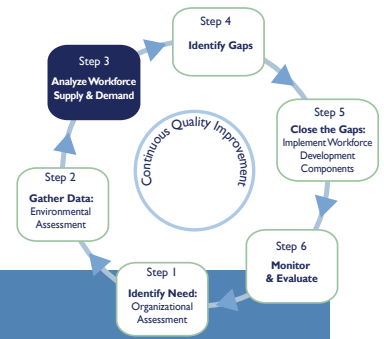 Step 4
Identify Gaps
Step 3
Analyze Workforce
Supply & Demand
Step 5
Close the Gaps:
Implement Workforce
Development
Components
Continuous Quality Improvement
Step 2
Gather Data:
Environmental
Assessment
Step 6
Monitor
& Evaluate
Step 1
Identify Need:
Organizational
Assessment